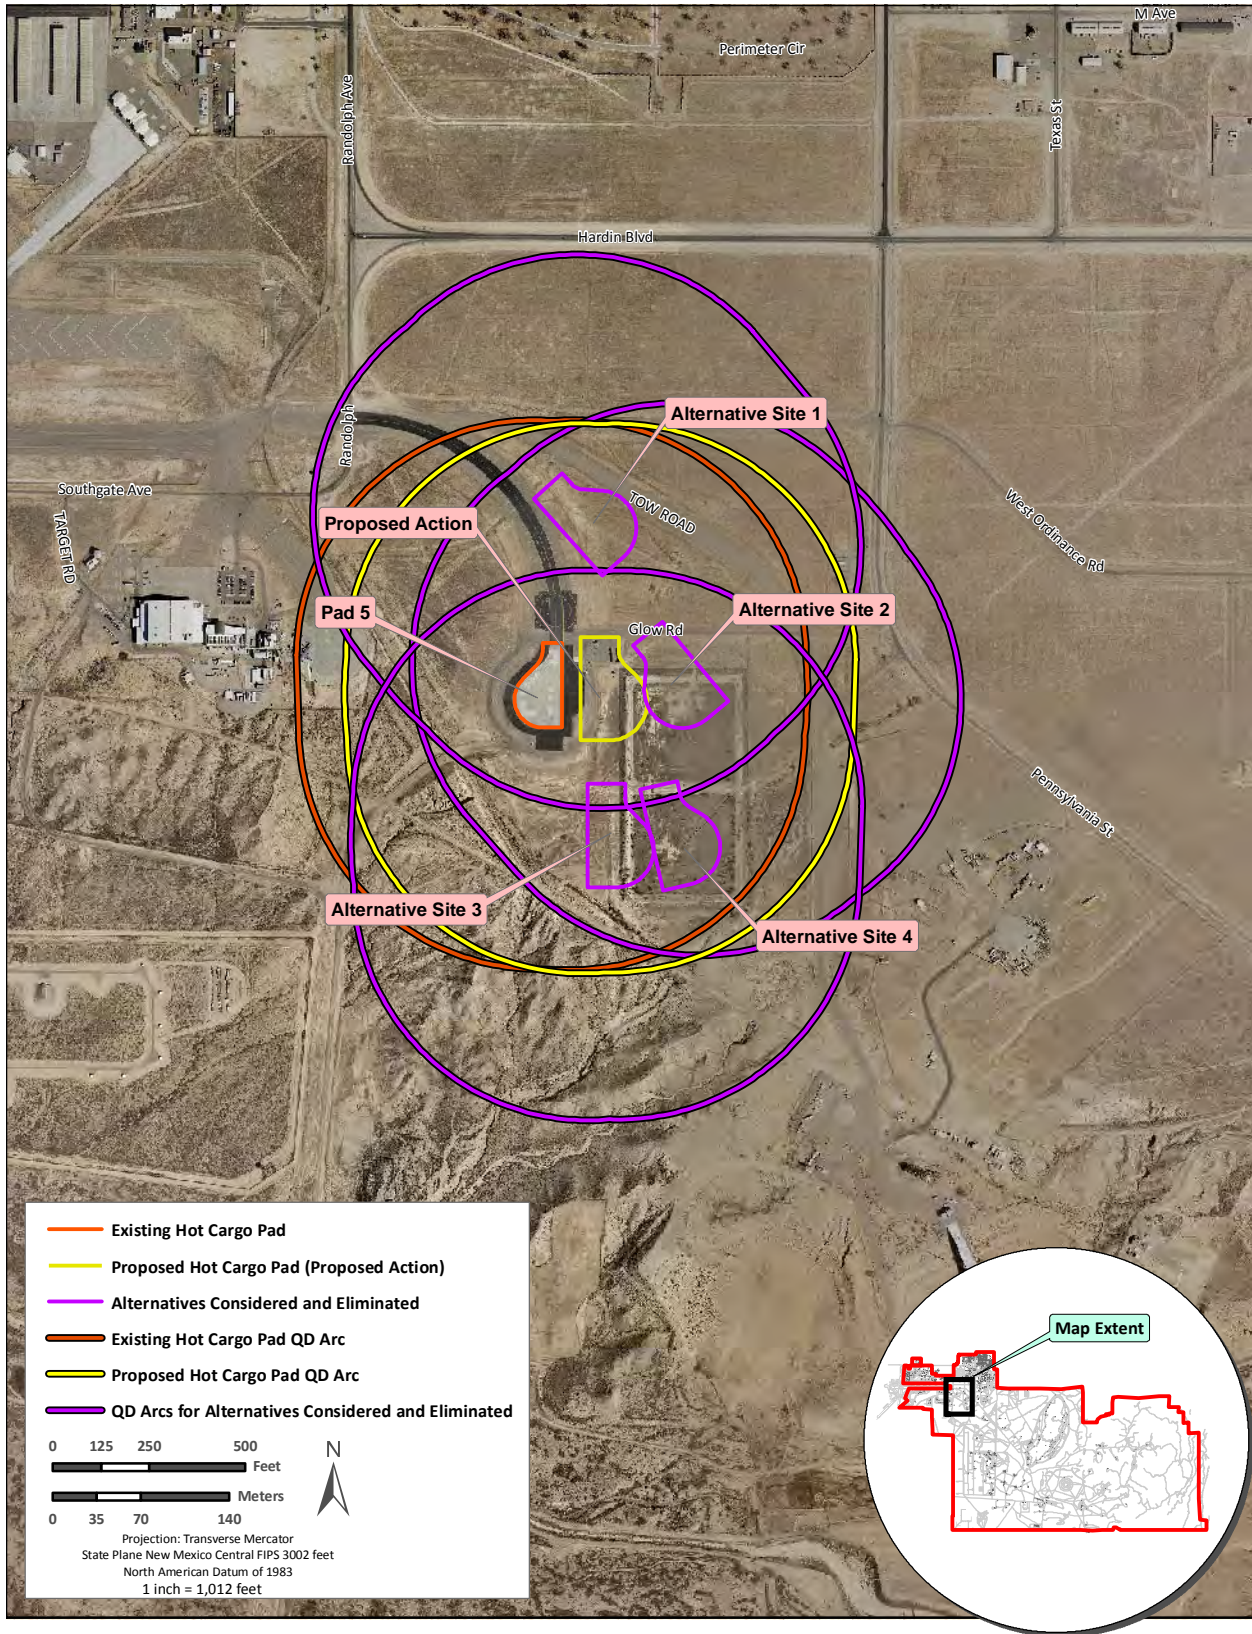 M Ave
Perimeter Cir
Randolph Ave
Texas St
Hardin Blvd
Alternative Site 1
Randolph
Southgate Ave
TOW ROAD
West Ordinance Rd
Proposed Action
TARGET RD
Pad 5
Alternative Site 2
Glow Rd
Pennsylvania St
Alternative Site 3
Alternative Site 4
Existing Hot Cargo Pad
Proposed Hot Cargo Pad (Proposed Action)
Alternatives Considered and Eliminated
Existing Hot Cargo Pad QD Arc
Proposed Hot Cargo Pad QD Arc
QD Arcs for Alternatives Considered and Eliminated
0 125 250 500
Feet
N
Meters
0 35 70 140
Projection: Transverse Mercator
State Plane New Mexico Central FIPS 3002 feet
North American Datum of 1983
1 inch = 1,012 feet
Map Extent